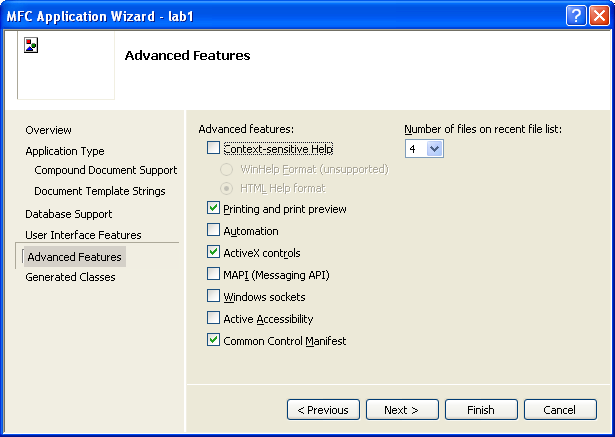 MFC Application Wizard - lab1
Advanced Features
Overview
Application Type
Compound Document Support
Document Template Strings
Database Support
User Interface Features
Advanced Features
Generated Classes
Advanced features:
Context-sensitive Help
WinHelp Format (unsupported)
HTML Help format
Printing and print preview
Automation
ActiveX controls
MAPI (Messaging API)
Windows sockets
Active Accessibility
Common Control Manifest
Number of files on recent file list:
4
< Previous
Next >
Finish
Cancel